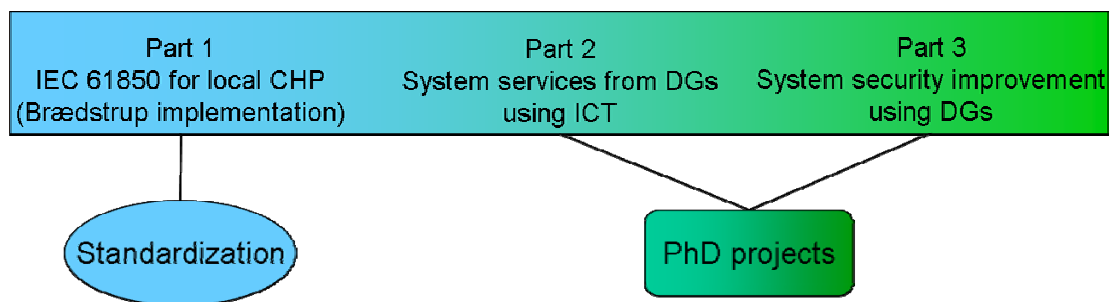 Part 1
IEC 61850 for local CHP
(Brædstrup implementation)
Part 2
System services from DGs
using ICT
Part 3
System security improvement
using DGs
Standardization
PhD projects